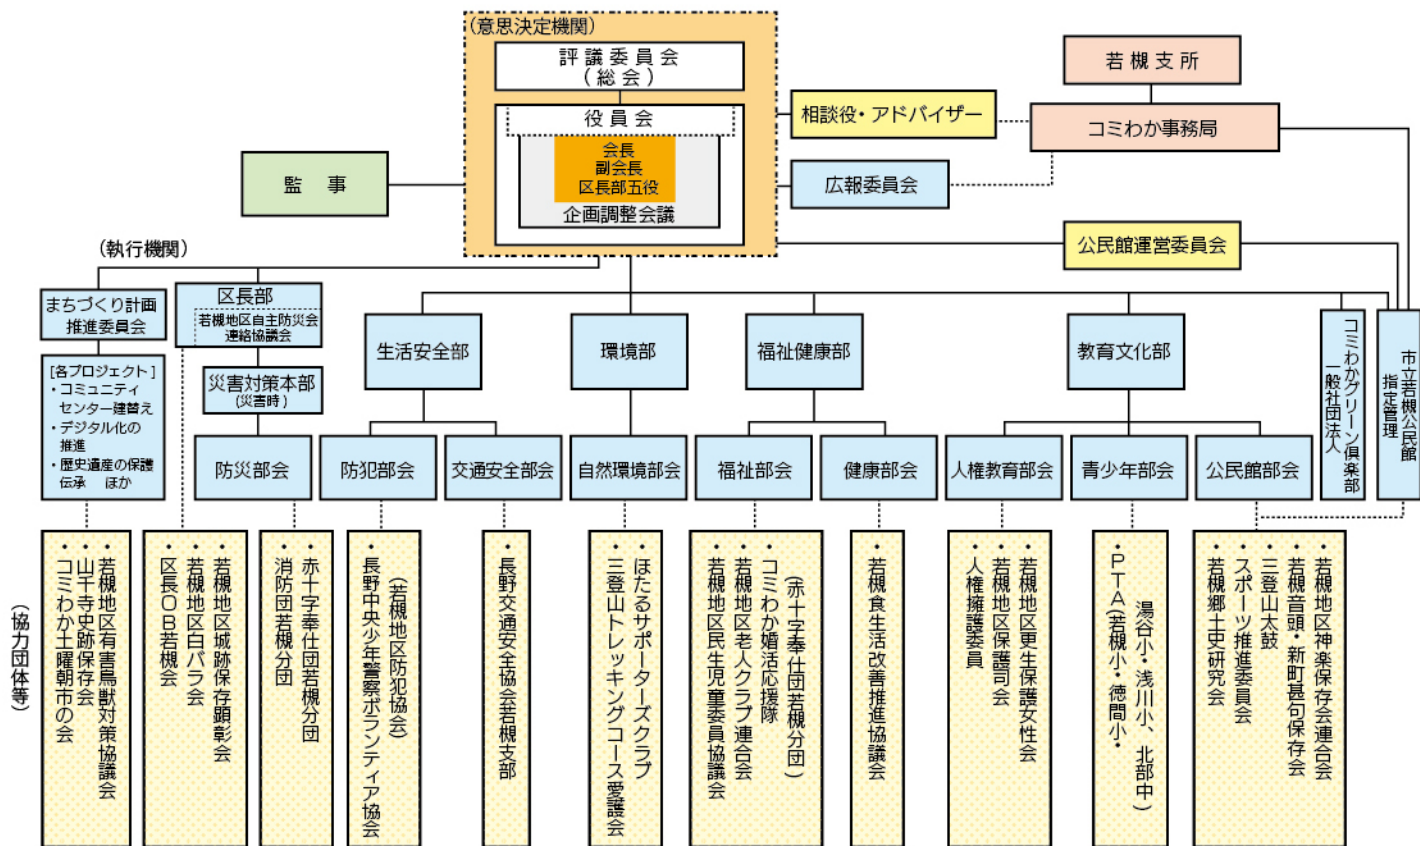 (意思決定機関)
評議委員会
(総会)
役員会
会長
副会長
区長部五役
企画調整会議
監事
相談役・アドバイザー
広報委員会
若槻支所
コミわか事務局
公民館運営委員会
(執行機関)
まちづくり計画
推進委員会
[各プロジェクト]
・コミュニティ
センター建替え
・デジタル化の
推進
・歴史遺産の保護
伝承 ほか
区長部
若槻地区自主防災会
連絡協議会
災害対策本部
(災害時)
防災部会
生活安全部
防犯部会
交通安全部会
環境部
自然環境部会
福祉健康部
福祉部会
健康部会
教育文化部
人権教育部会
青少年部会
公民館部会
コミわかグリーン倶楽部
一般社団法人
市立若槻公民館
指定管理
(協力団体等)
・若槻地区有害鳥獣対策協議会
・山千寺史跡保存会
・コミわか土曜朝市の会
・若槻地区城跡保存顕彰会
・若槻地区白バラ会
・区長OB若槻会
・赤十字奉仕団若槻分団
・消防団若槻分団
(若槻地区防犯協会)
・長野中央少年警察ボランティア協会
・長野交通安全協会若槻支部
・ほたるサポーターズクラブ
・三登山トレッキングコース愛護会
(赤十字奉仕団若槻分団)
・コミわか婚活応援隊
・若槻地区老人クラブ連合会
・若槻地区民生児童委員協議会
・若槻食生活改善推進協議会
・若槻地区更生保護女性会
・若槻地区保護司会
・人権擁護委員
・PTA(若槻小・徳間小・
湯谷小・浅川小、北部中)
・若槻地区神楽保存会連合会
・若槻音頭・新町甚句保存会
・三登山太鼓
・スポーツ推進委員会
・若槻郷土史研究会